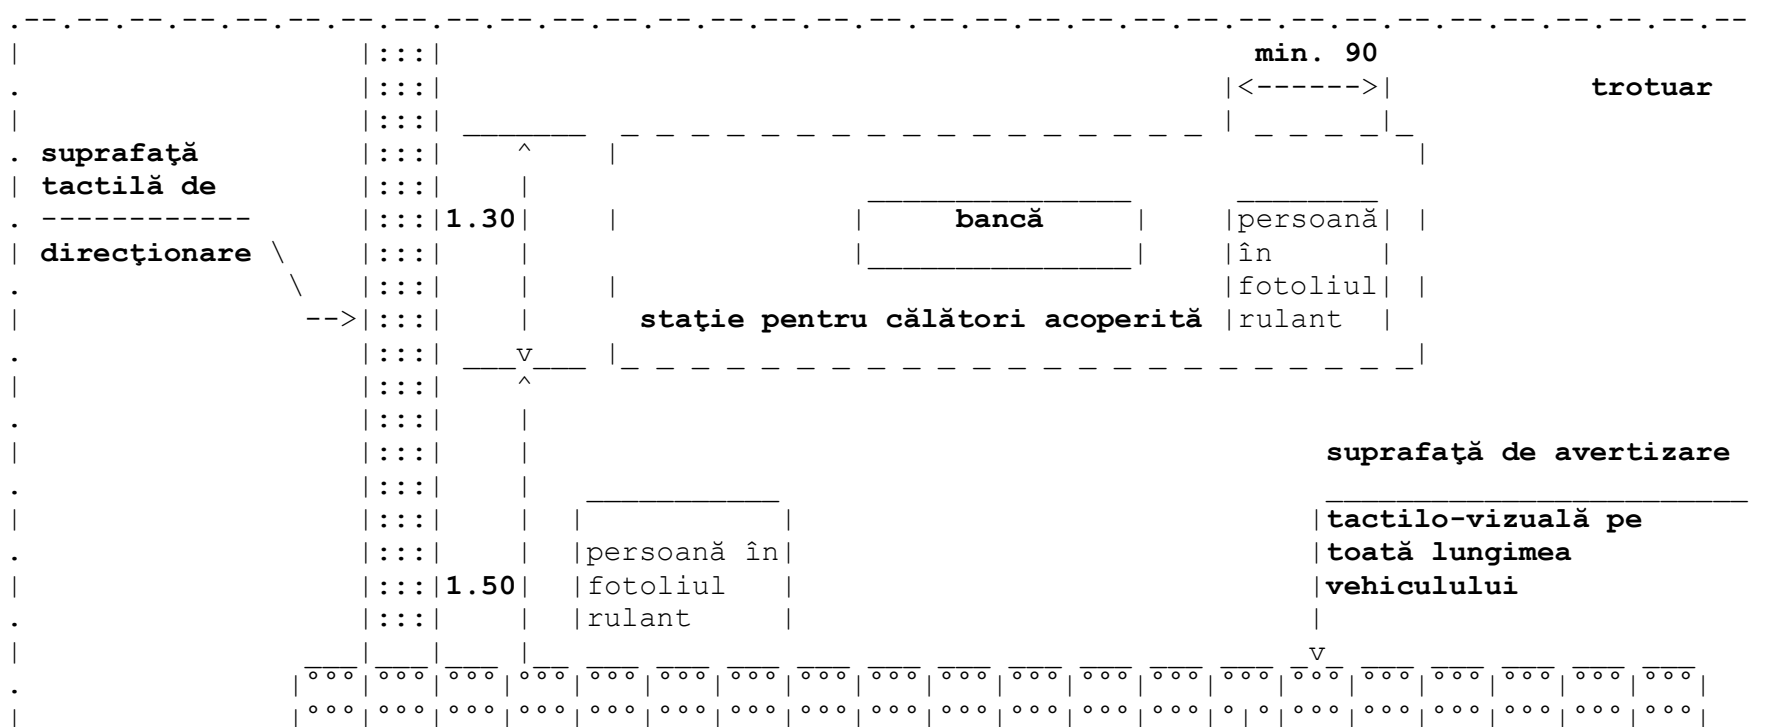 min. 90
trotuar
suprafaţă
tactilă de
1.30
bancă
persoană
direcţionare
în
fotoliul
staţie pentru călători acoperită
rulant
suprafaţă de avertizare
tactilo-vizuală pe
persoană în
toată lungimea
1.50
fotoliul
vehiculului
rulant